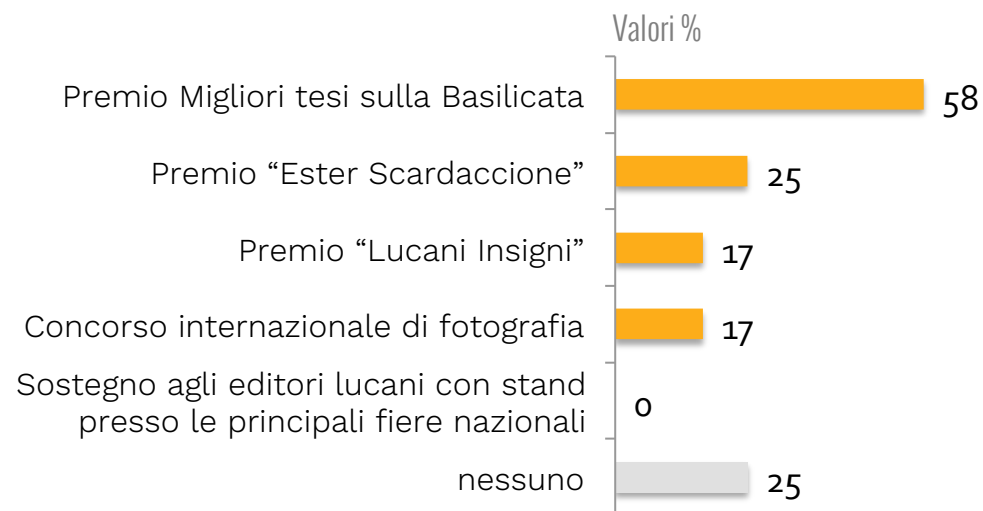 Valori %
Premio Migliori tesi sulla Basilicata 58
Premio “Ester Scardaccione” 25
Premio “Lucani Insigni” 17
Concorso internazionale di fotografia 17
Sostegno agli editori lucani con stand
presso le principali fiere nazionali 0
nessuno 25